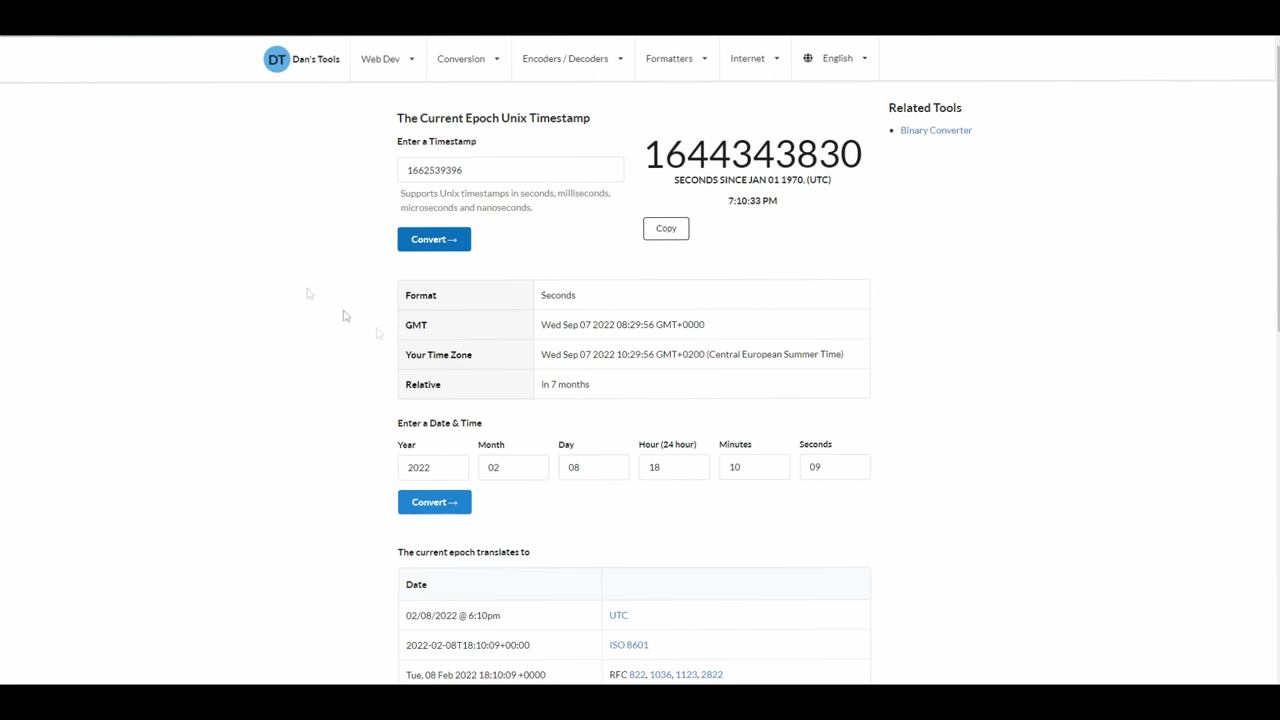 DT Dan's Tools
Web Dev
Conversion
Encoders / Decoders
Formatters
Internet
English
The Current Epoch Unix Timestamp
Enter a Timestamp
1662539396
Supports Unix timestamps in seconds, milliseconds,
microseconds and nanoseconds.
Convert→
1644343830
SECONDS SINCE JAN 01 1970. (UTC)
7:10:33 PM
Copy
Related Tools
Binary Converter
Format Seconds
GMT Wed Sep 07 2022 08:29:56 GMT+0000
Your Time Zone Wed Sep 07 2022 10:29:56 GMT+0200 (Central European Summer Time)
Relative in 7 months
Enter a Date & Time
Year Month Day Hour (24 hour) Minutes Seconds
2022 02 08 18 10 09
Convert→
The current epoch translates to
Date
02/08/2022 @ 6:10pm UTC
2022-02-08T18:10:09+00:00 ISO 8601
Tue, 08 Feb 2022 18:10:09 +0000 RFC 822, 1036, 1123, 2822